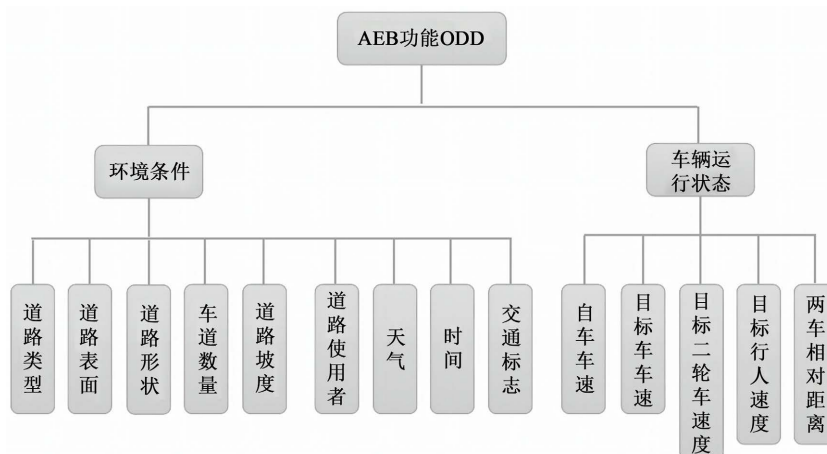 AEB功能ODD
环境条件
车辆运
行状态
道路类型
道路表面
道路形状
车道数量
道路坡度
道路使用者
天气
时间
交通标志
自车车速
目标车车速
目标二轮车速度
目标行人速度
两车相对距离